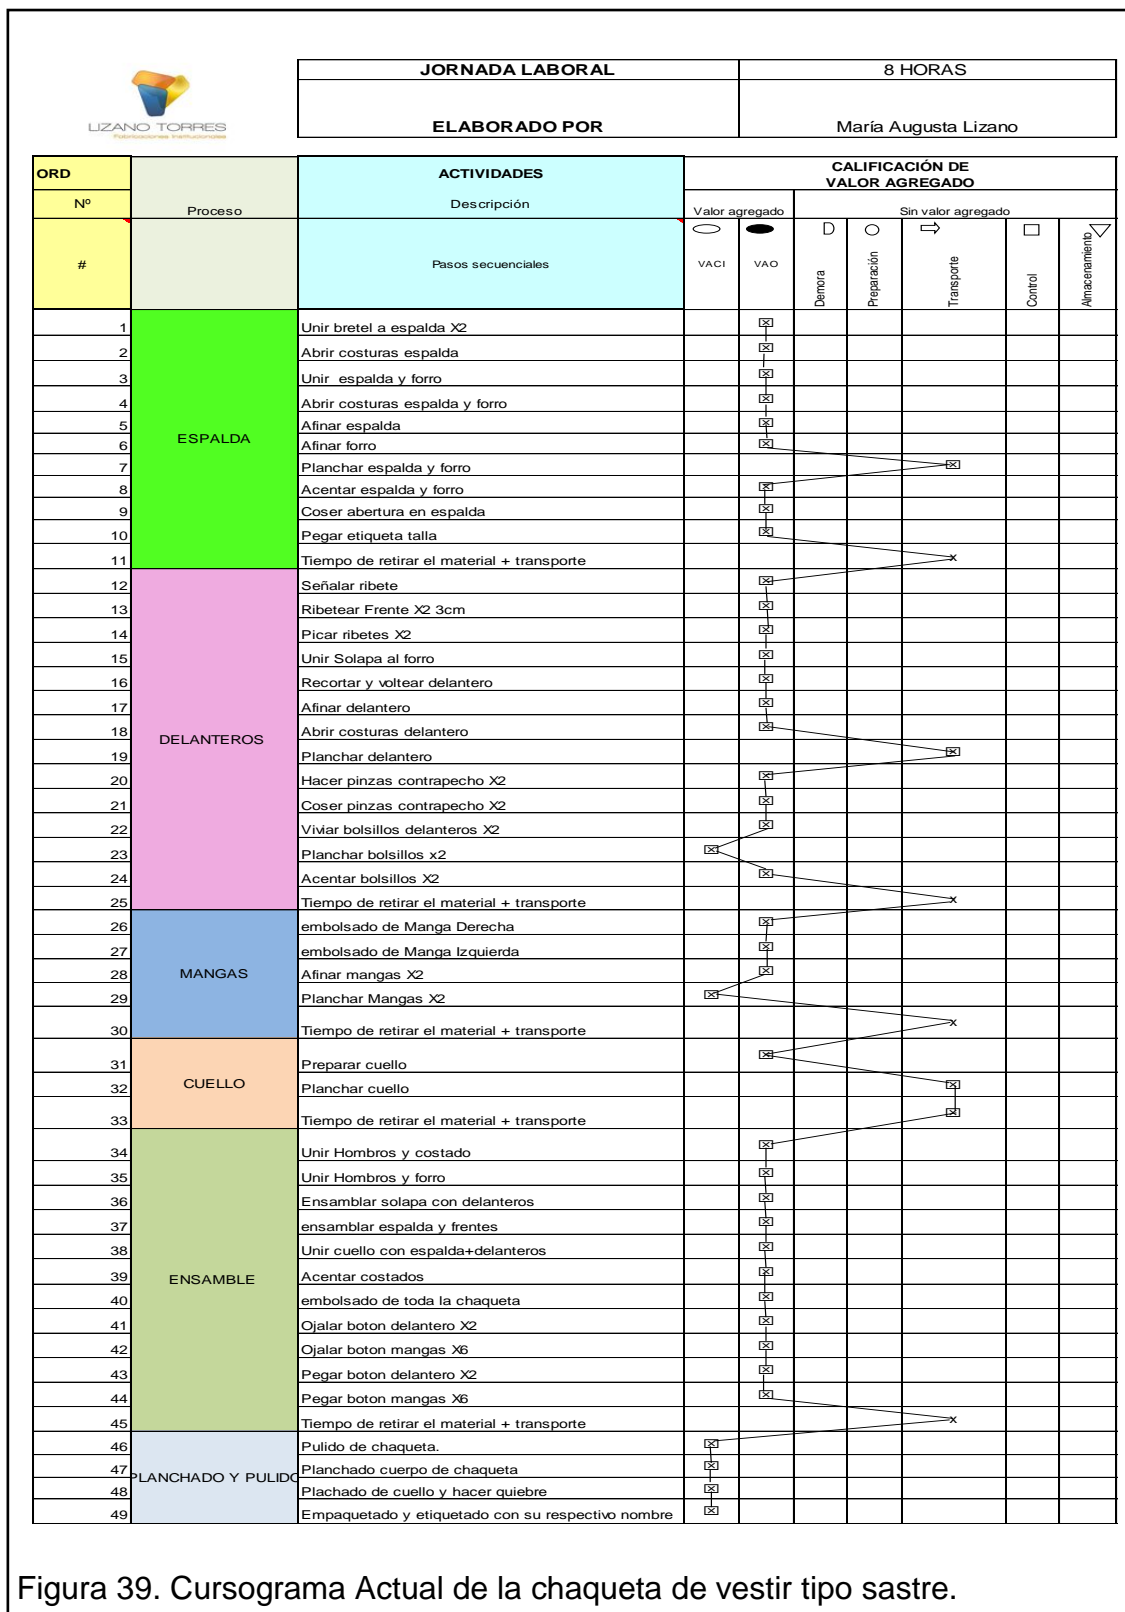 JORNADA LABORAL 8 HORAS
LIZANO TORRES
Fabricaciones Institucionales
ELABORADO POR María Augusta Lizano
ORD ACTIVIDADES CALIFICACIÓN DE
VALOR AGREGADO
Nº Proceso Descripción Valor agregado Sin valor agregado
# Pasos secuenciales VACI VAO Demora Preparación Transporte Control Almacenamiento
ESPALDA
1 Unir bretel a espalda X2
2 Abrir costuras espalda
3 Unir espalda y forro
4 Abrir costuras espalda y forro
5 Afinar espalda
6 Afinar forro
7 Planchar espalda y forro
8 Acentar espalda y forro
9 Coser abertura en espalda
10 Pegar etiqueta talla
11 Tiempo de retirar el material + transporte
DELANTEROS
12 Señalar ribete
13 Ribetear Frente X2 3cm
14 Picar ribetes X2
15 Unir Solapa al forro
16 Recortar y voltear delantero
17 Afinar delantero
18 Abrir costuras delantero
19 Planchar delantero
20 Hacer pinzas contrapecho X2
21 Coser pinzas contrapecho X2
22 Viviar bolsillos delanteros X2
23 Planchar bolsillos x2
24 Acentar bolsillos X2
25 Tiempo de retirar el material + transporte
MANGAS
26 embolsado de Manga Derecha
27 embolsado de Manga Izquierda
28 Afinar mangas X2
29 Planchar Mangas X2
30 Tiempo de retirar el material + transporte
CUELLO
31 Preparar cuello
32 Planchar cuello
33 Tiempo de retirar el material + transporte
ENSAMBLE
34 Unir Hombros y costado
35 Unir Hombros y forro
36 Ensamblar solapa con delanteros
37 ensamblar espalda y frentes
38 Unir cuello con espalda+delanteros
39 Acentar costados
40 embolsado de toda la chaqueta
41 Ojalar boton delantero X2
42 Ojalar boton mangas X6
43 Pegar boton delantero X2
44 Pegar boton mangas X6
45 Tiempo de retirar el material + transporte
PLANCHADO Y PULIDO
46 Pulido de chaqueta.
47 Planchado cuerpo de chaqueta
48 Plachado de cuello y hacer quiebre
49 Empaquetado y etiquetado con su respectivo nombre
Figura 39. Cursograma Actual de la chaqueta de vestir tipo sastre.